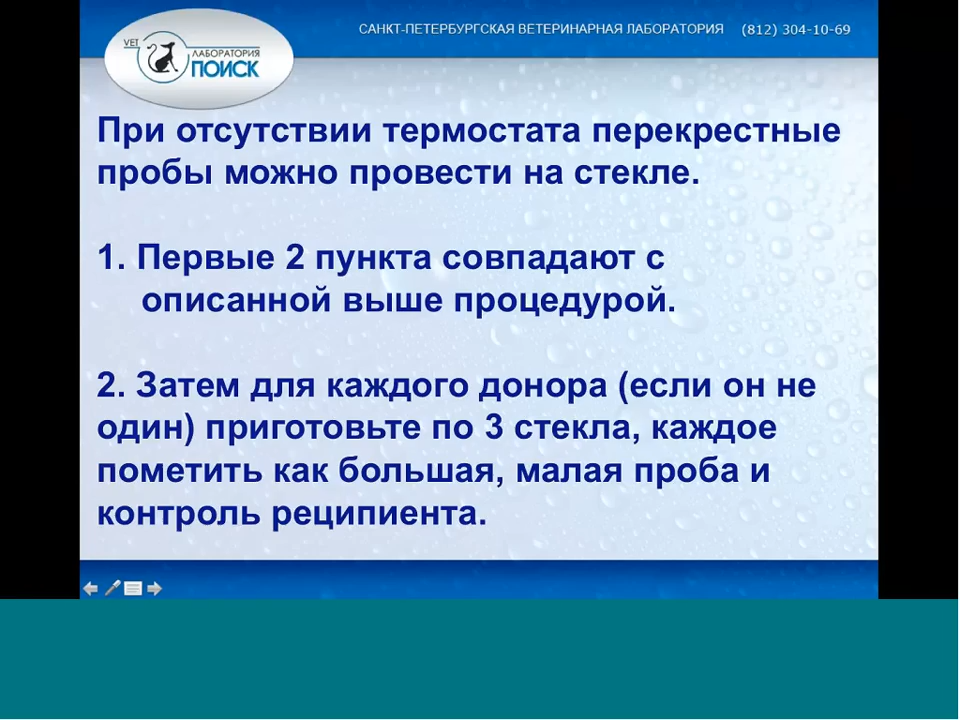 САНКТ-ПЕТЕРБУРГСКАЯ ВЕТЕРИНАРНАЯ ЛАБОРАТОРИЯ (812) 304-10-69
VET ЛАБОРАТОРИЯ
ПОИСК
При отсутствии термостата перекрестные
пробы можно провести на стекле.
1. Первые 2 пункта совпадают с
описанной выше процедурой.
2. Затем для каждого донора (если он не
один) приготовьте по 3 стекла, каждое
пометить как большая, малая проба и
контроль реципиента.